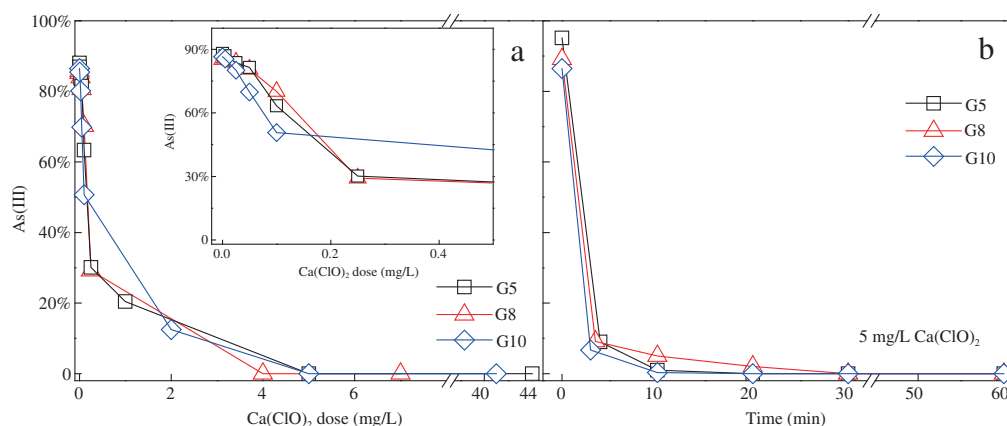 100%
80%
60%
40%
20%
0
As(III)
0
2
4
6
40
44
Ca(ClO)2 dose (mg/L)
a
90%
60%
30%
0
As(III)
0.0
0.2
0.4
Ca(ClO)2 dose (mg/L)
G5
G8
G10
b
G5
G8
G10
5 mg/L Ca(ClO)2
0
10
20
30
50
60
Time (min)